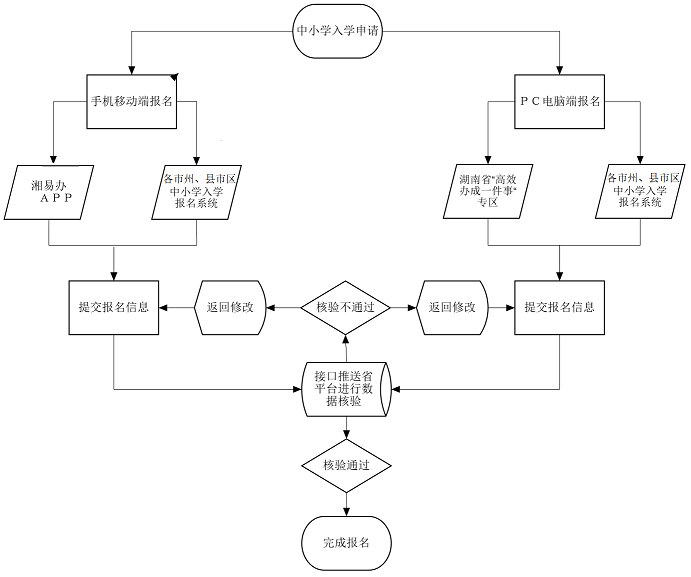 中小学入学申请
手机移动端报名
ＰＣ电脑端报名
湘易办
ＡＰＰ
各市州、县市区
中小学入学
报名系统
湖南省“高效
办成一件事“
专区
各市州、县市区
中小学入学
报名系统
提交报名信息
返回修改
核验不通过
返回修改
提交报名信息
接口推送省
平台进行数
据核验
核验通过
完成报名